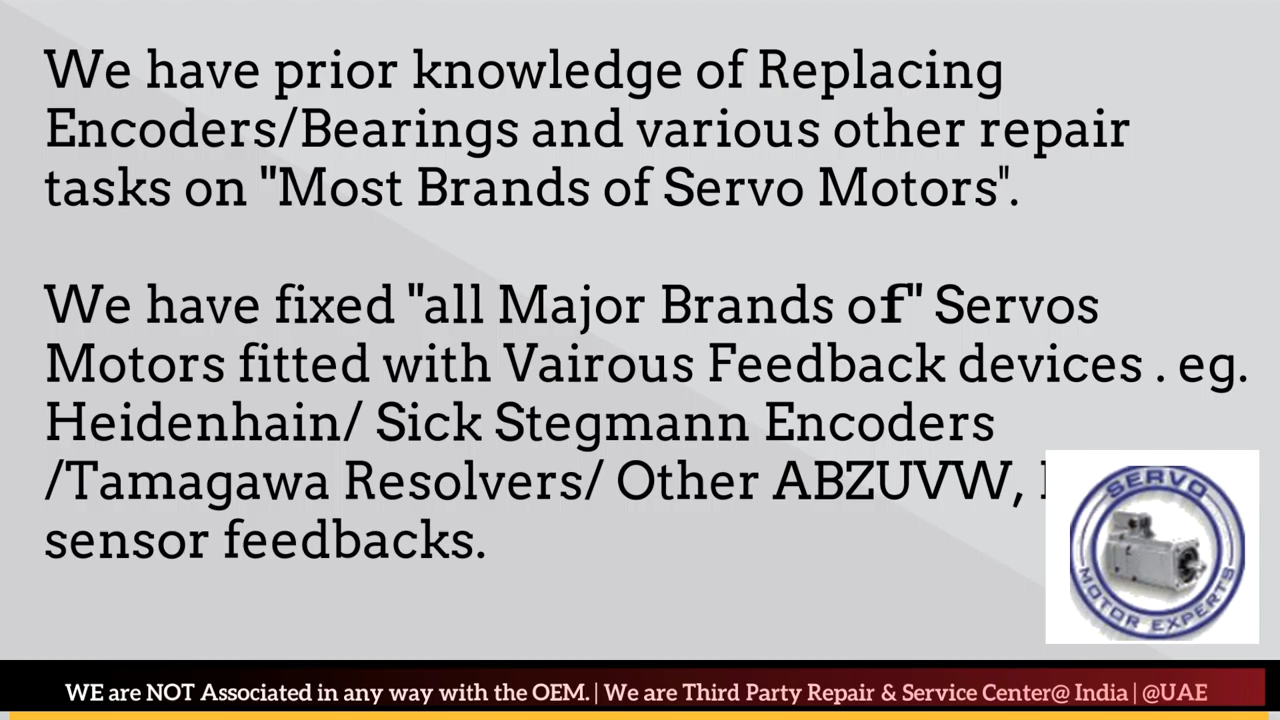 We have prior knowledge of Replacing
Encoders/Bearings and various other repair
tasks on "Most Brands of Servo Motors".
We have fixed "all Major Brands of" Servos
Motors fitted with Vairous Feedback devices . eg.
Heidenhain/ Sick Stegmann Encoders
/Tamagawa Resolvers/ Other ABZUVW,
sensor feedbacks.
SERVO
MOTOR EXPERTS
WE are NOT Associated in any way with the OEM. | We are Third Party Repair & Service Center@ India | @UAE